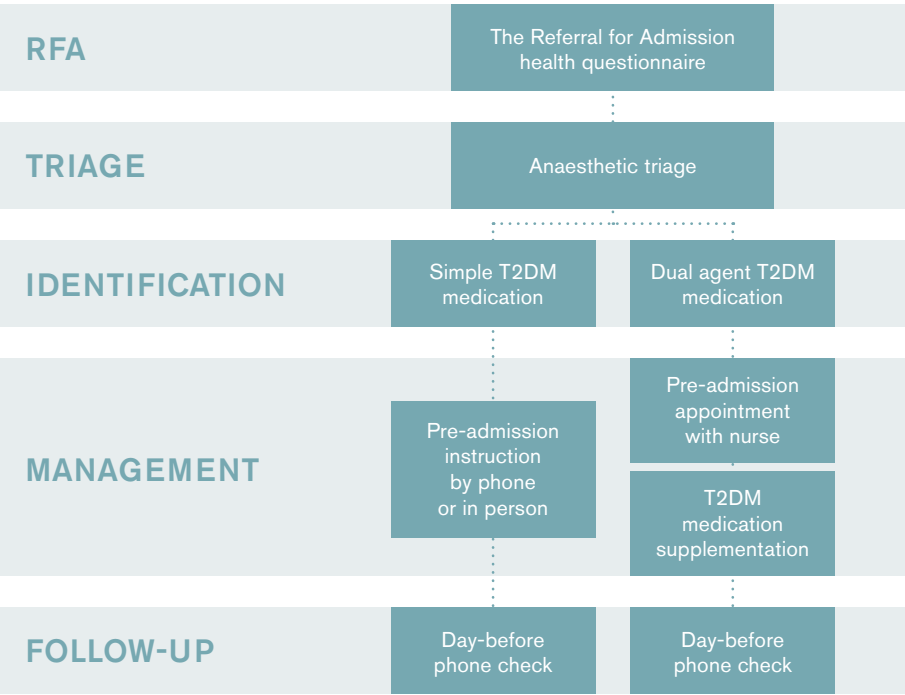 RFA
The Referral for Admission
health questionnaire
TRIAGE
Anaesthetic triage
IDENTIFICATION
Simple T2DM
medication
Dual agent T2DM
medication
MANAGEMENT
Pre-admission
instruction
by phone
or in person
Pre-admission
appointment
with nurse
T2DM
medication
supplementation
FOLLOW-UP
Day-before
phone check
Day-before
phone check